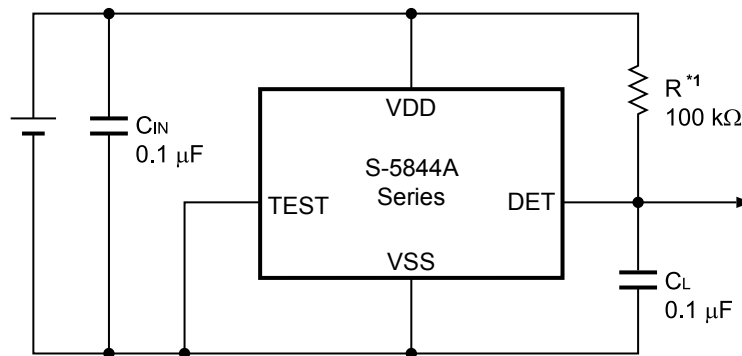 VDD
R*1
100 kΩ
CIN
0.1 μF
S-5844A
Series
TEST
DET
VSS
CL
0.1 μF